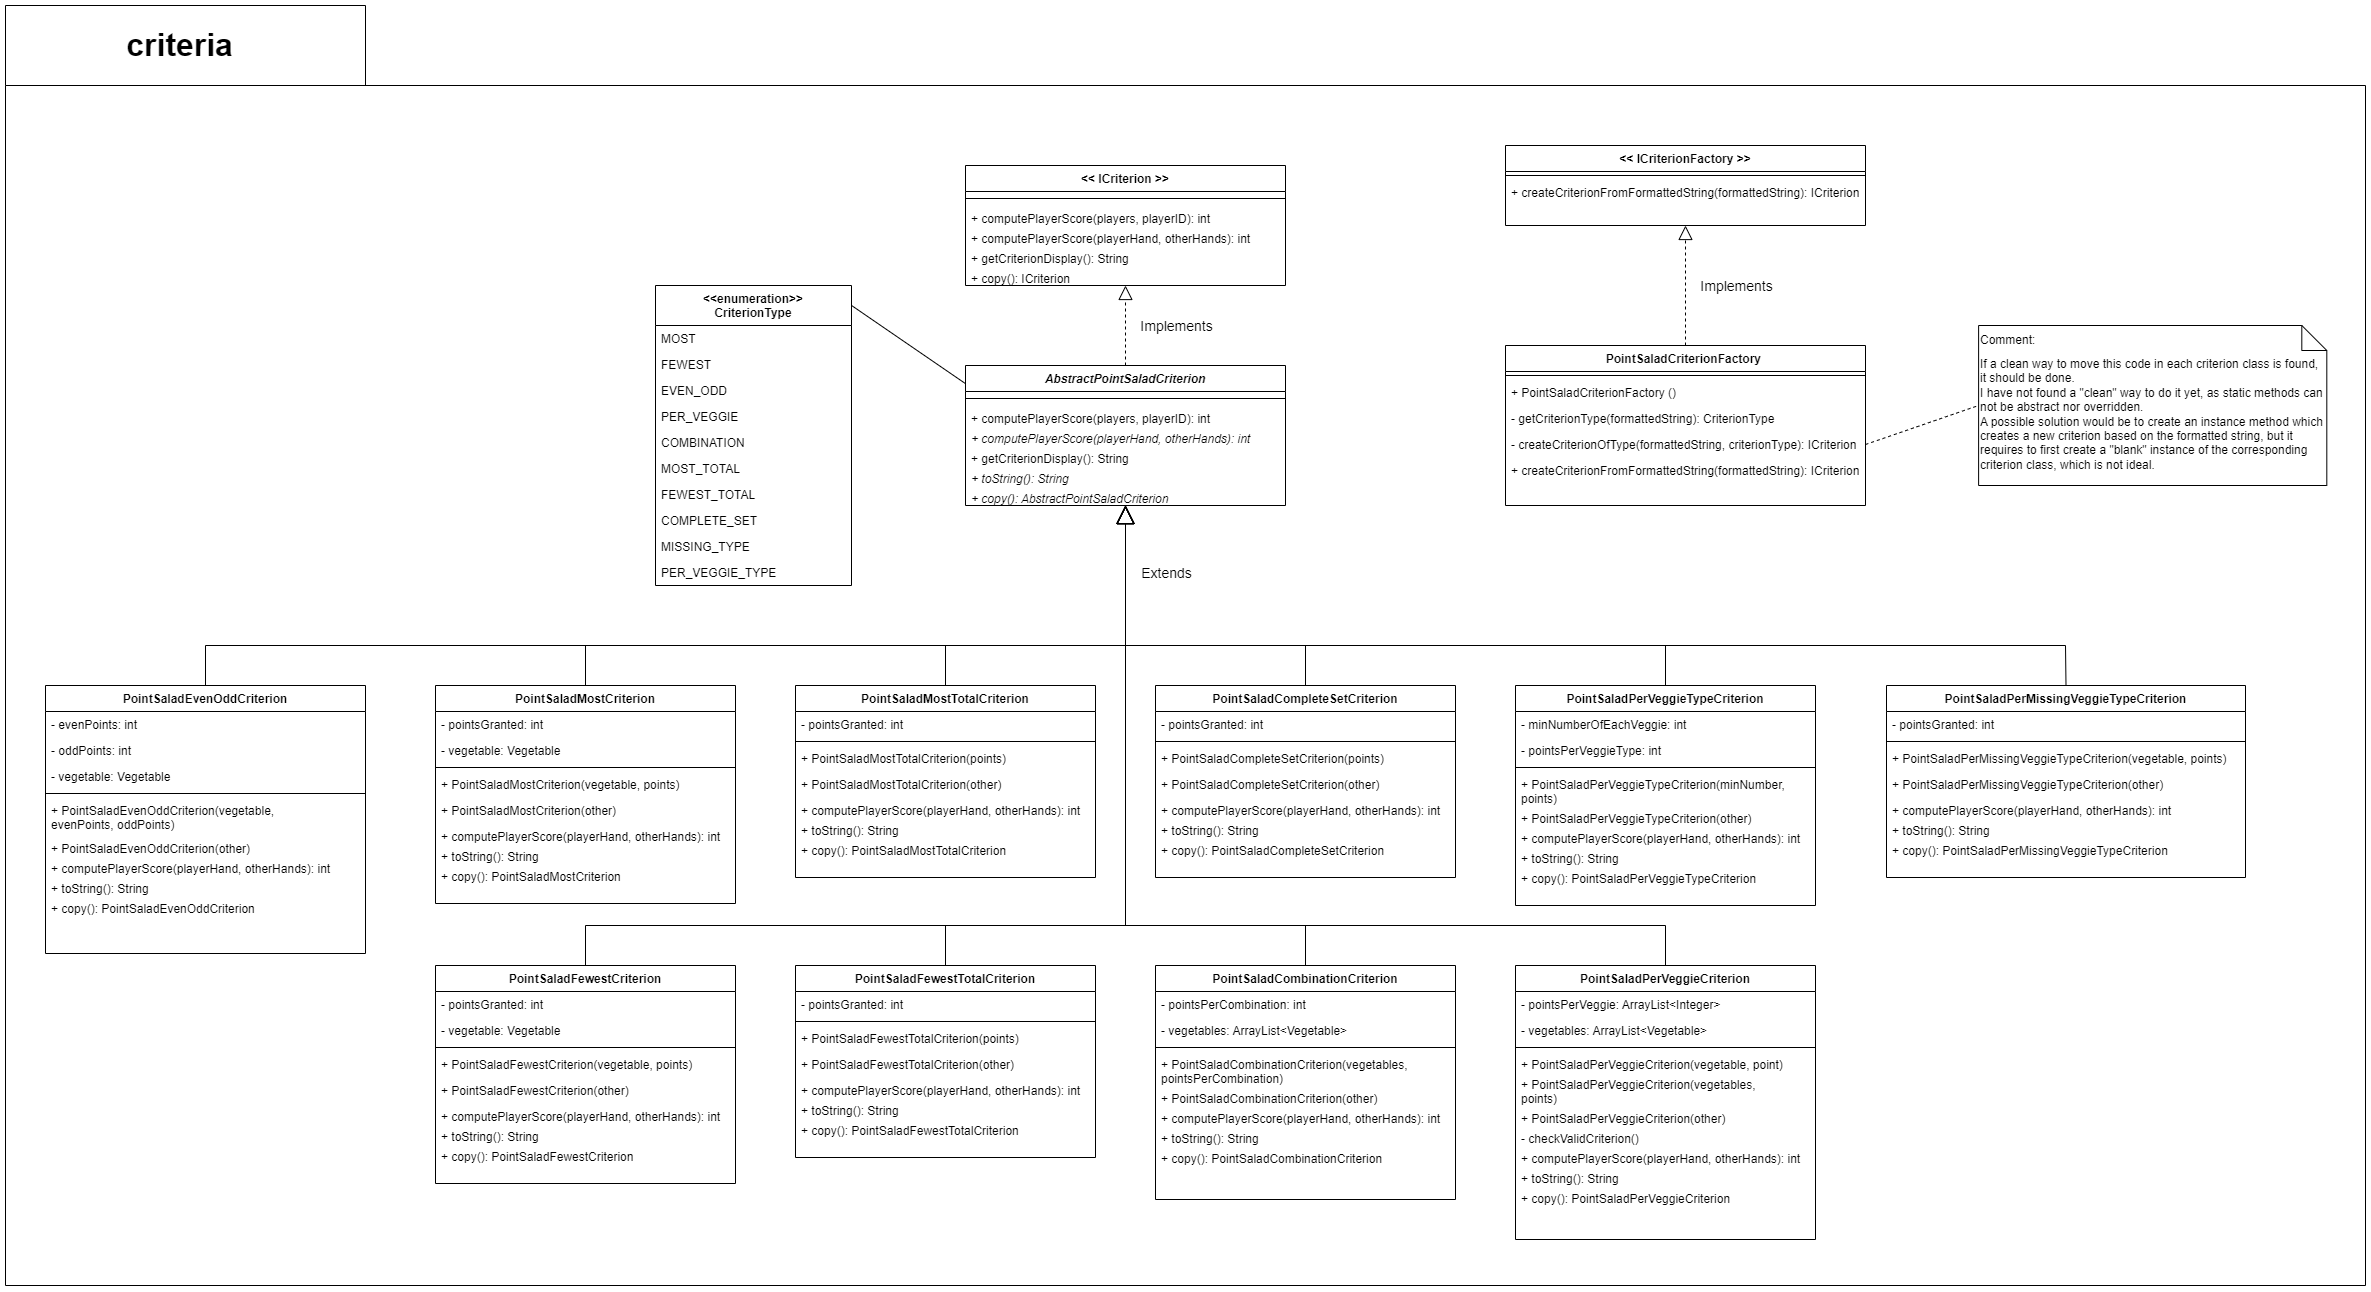 criteria
<< ICriterion >>
+ computePlayerScore(players, playerID): int
+ computePlayerScore(playerHand, otherHands): int
+ getCriterionDisplay(): String
+ copy(): ICriterion
<< ICriterionFactory >>
+ createCriterionFromFormattedString(formattedString): ICriterion
Implements
Implements
<<enumeration>>
CriterionType
MOST
FEWEST
EVEN_ODD
PER_VEGGIE
COMBINATION
MOST_TOTAL
FEWEST_TOTAL
COMPLETE_SET
MISSING_TYPE
PER_VEGGIE_TYPE
AbstractPointSaladCriterion
+ computePlayerScore(players, playerID): int
+ computePlayerScore(playerHand, otherHands): int
+ getCriterionDisplay(): String
+ toString(): String
+ copy(): AbstractPointSaladCriterion
PointSaladCriterionFactory
+ PointSaladCriterionFactory ()
- getCriterionType(formattedString): CriterionType
- createCriterionOfType(formattedString, criterionType): ICriterion
+ createCriterionFromFormattedString(formattedString): ICriterion
Comment:
If a clean way to move this code in each criterion class is found,
it should be done.
I have not found a "clean" way to do it yet, as static methods can
not be abstract nor overridden.
A possible solution would be to create an instance method which
creates a new criterion based on the formatted string, but it
requires to first create a "blank" instance of the corresponding
criterion class, which is not ideal.
Extends
PointSaladEvenOddCriterion
- evenPoints: int
- oddPoints: int
- vegetable: Vegetable
+ PointSaladEvenOddCriterion(vegetable,
evenPoints, oddPoints)
+ PointSaladEvenOddCriterion(other)
+ computePlayerScore(playerHand, otherHands): int
+ toString(): String
+ copy(): PointSaladEvenOddCriterion
PointSaladMostCriterion
- pointsGranted: int
- vegetable: Vegetable
+ PointSaladMostCriterion(vegetable, points)
+ PointSaladMostCriterion(other)
+ computePlayerScore(playerHand, otherHands): int
+ toString(): String
+ copy(): PointSaladMostCriterion
PointSaladMostTotalCriterion
- pointsGranted: int
+ PointSaladMostTotalCriterion(points)
+ PointSaladMostTotalCriterion(other)
+ computePlayerScore(playerHand, otherHands): int
+ toString(): String
+ copy(): PointSaladMostTotalCriterion
PointSaladCompleteSetCriterion
- pointsGranted: int
+ PointSaladCompleteSetCriterion(points)
+ PointSaladCompleteSetCriterion(other)
+ computePlayerScore(playerHand, otherHands): int
+ toString(): String
+ copy(): PointSaladCompleteSetCriterion
PointSaladPerVeggieTypeCriterion
- minNumberOfEachVeggie: int
- pointsPerVeggieType: int
+ PointSaladPerVeggieTypeCriterion(minNumber,
points)
+ PointSaladPerVeggieTypeCriterion(other)
+ computePlayerScore(playerHand, otherHands): int
+ toString(): String
+ copy(): PointSaladPerVeggieTypeCriterion
PointSaladPerMissingVeggieTypeCriterion
- pointsGranted: int
+ PointSaladPerMissingVeggieTypeCriterion(vegetable, points)
+ PointSaladPerMissingVeggieTypeCriterion(other)
+ computePlayerScore(playerHand, otherHands): int
+ toString(): String
+ copy(): PointSaladPerMissingVeggieTypeCriterion
PointSaladFewestCriterion
- pointsGranted: int
- vegetable: Vegetable
+ PointSaladFewestCriterion(vegetable, points)
+ PointSaladFewestCriterion(other)
+ computePlayerScore(playerHand, otherHands): int
+ toString(): String
+ copy(): PointSaladFewestCriterion
PointSaladFewestTotalCriterion
- pointsGranted: int
+ PointSaladFewestTotalCriterion(points)
+ PointSaladFewestTotalCriterion(other)
+ computePlayerScore(playerHand, otherHands): int
+ toString(): String
+ copy(): PointSaladFewestTotalCriterion
PointSaladCombinationCriterion
- pointsPerCombination: int
- vegetables: ArrayList<Vegetable>
+ PointSaladCombinationCriterion(vegetables,
pointsPerCombination)
+ PointSaladCombinationCriterion(other)
+ computePlayerScore(playerHand, otherHands): int
+ toString(): String
+ copy(): PointSaladCombinationCriterion
PointSaladPerVeggieCriterion
- pointsPerVeggie: ArrayList<Integer>
- vegetables: ArrayList<Vegetable>
+ PointSaladPerVeggieCriterion(vegetable, point)
+ PointSaladPerVeggieCriterion(vegetables,
points)
+ PointSaladPerVeggieCriterion(other)
- checkValidCriterion()
+ computePlayerScore(playerHand, otherHands): int
+ toString(): String
+ copy(): PointSaladPerVeggieCriterion